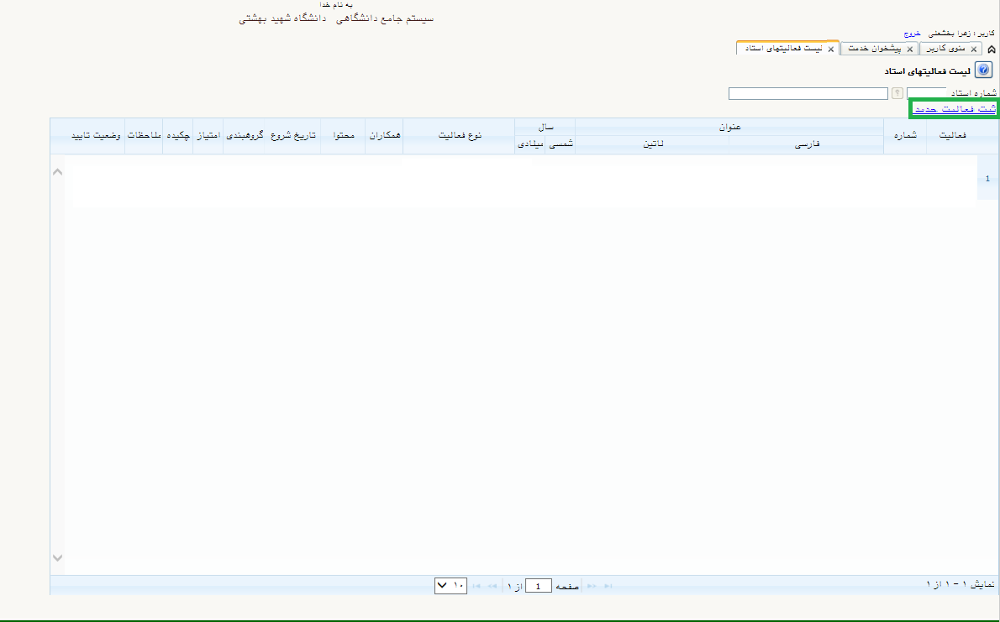 به نام خدا
سیستم جامع دانشگاهی دانشگاه شهید بهشتی
کاربر : زهرا بخشعلی خروج
منوی کاربر پیشخوان خدمت لیست فعالیتهای استاد
لیست فعالیتهای استاد
شماره استاد
ثبت فعالیت جدید
فعالیت شماره عنوان سال نوع فعالیت همکاران محتوا تاریخ شروع گروهبندی امتیاز چکیده ملاحظات وضعیت تایید
فارسی لاتین شمسی میلادی
1
نمایش ۱ - ۱ از ۱ صفحه 1 از ۱ ۱۰